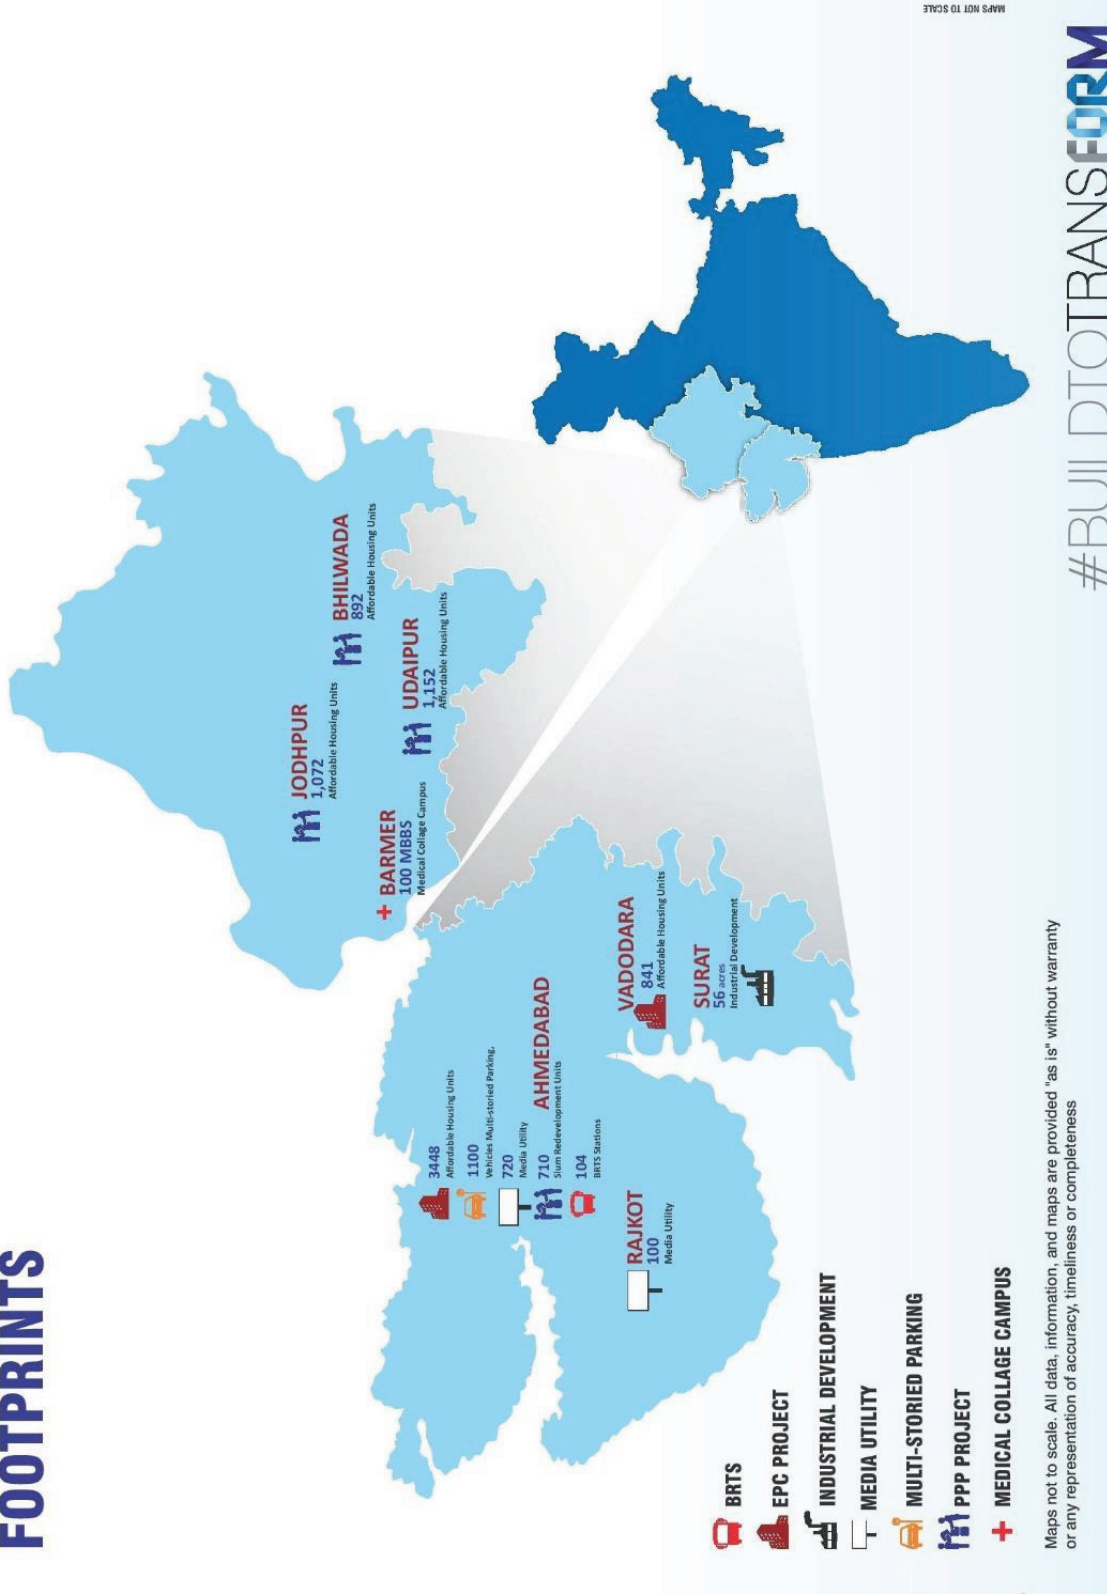 FOOTPRINTS
JODHPUR
1,072
Affordable Housing Units
BHILWADA
892
Affordable Housing Units
BARMER
100 MBBS
Medical Collage Campus
UDAIPUR
1,152
Affordable Housing Units
3448
Affordable Housing Units
1100
Vehicles Multi-storied Parking,
720
Media Utility
AHMEDABAD
710
Slum Redevelopment Units
104
BRTS Stations
RAJKOT
100
Media Utility
VADODARA
841
Affordable Housing Units
SURAT
56 acres
Industrial Development
BRTS
EPC PROJECT
INDUSTRIAL DEVELOPMENT
MEDIA UTILITY
MULTI-STORIED PARKING
PPP PROJECT
MEDICAL COLLAGE CAMPUS
MAPS NOT TO SCALE
Maps not to scale. All data, information, and maps are provided "as is" without warranty
or any representation of accuracy, timeliness or completeness
#BUILDTOTRANSFORM